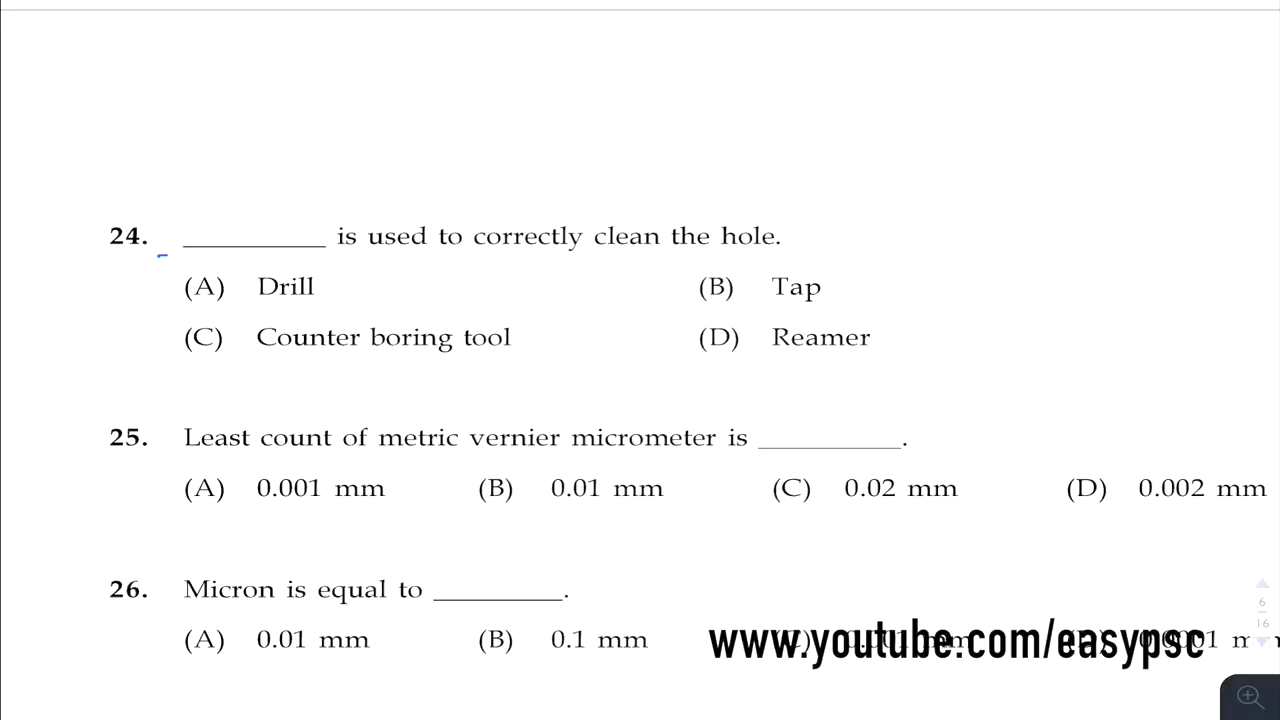 24. __________ is used to correctly clean the hole.
(A) Drill (B) Tap
(C) Counter boring tool (D) Reamer
25. Least count of metric vernier micrometer is __________.
(A) 0.001 mm (B) 0.01 mm (C) 0.02 mm (D) 0.002 mm
26. Micron is equal to _________.
(A) 0.01 mm (B) 0.1 mm
www.youtube.com/easypsc
6
16